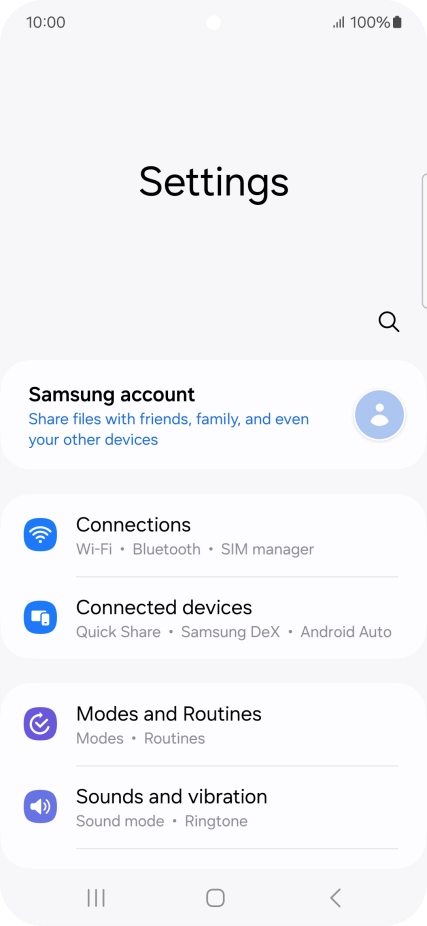 10:00
100%
Settings
Samsung account
Share files with friends, family, and even
your other devices
Connections
Wi-Fi • Bluetooth • SIM manager
Connected devices
Quick Share • Samsung DeX • Android Auto
Modes and Routines
Modes • Routines
Sounds and vibration
Sound mode • Ringtone